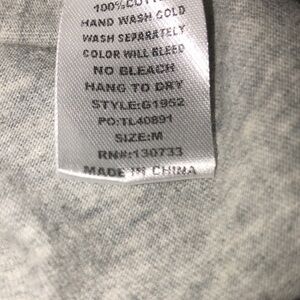 100%COTTON
HAND WASH COLD
WASH SEPARATELY
COLOR WILL BLEED
NO BLEACH
HANG TO DRY
STYLE:G1952
PO:TL40891
SIZE:M
RN#:130733
MADE IN CHINA